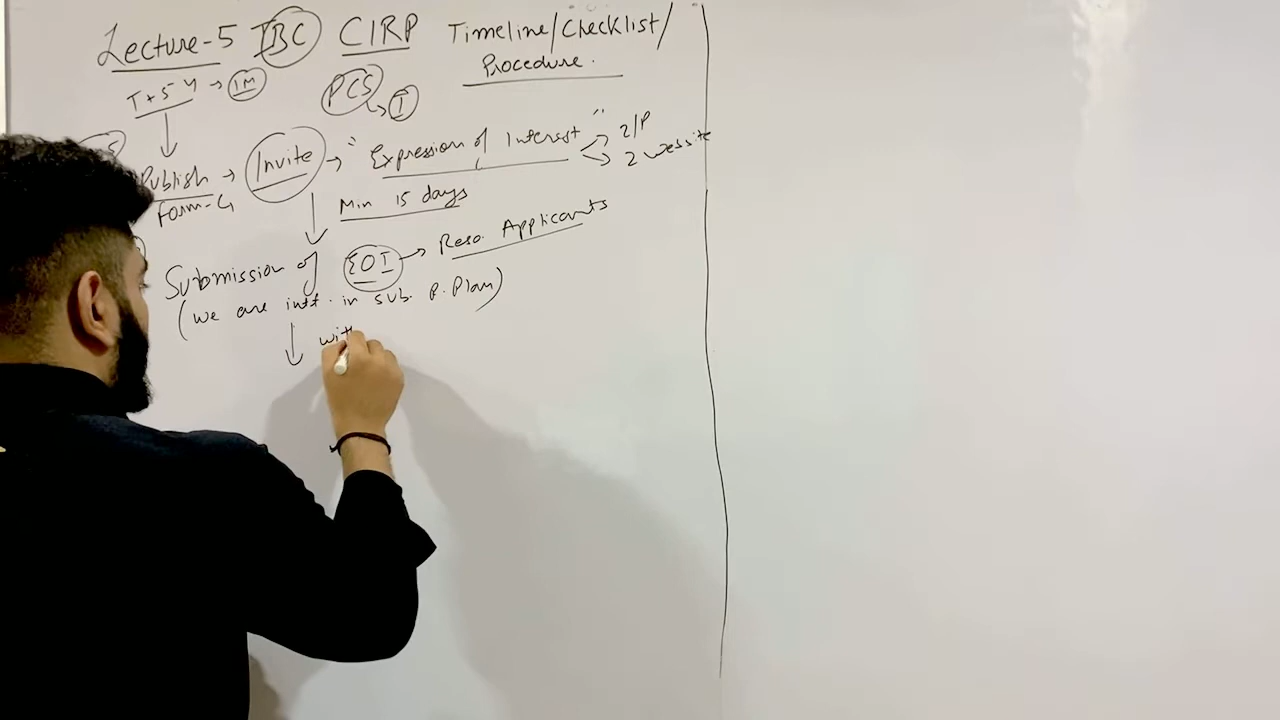 Lecture-5 IBC CIRP Timeline/Checklist/
Procedure.
T+54 → IM
PCS → I
Publish → Invite → "Expression of Interest" 2/P
2 website
Form-G
Min 15 days
Submission of EOI → Reso. Applicants
(we are intt. in sub. P. Plan)
wit